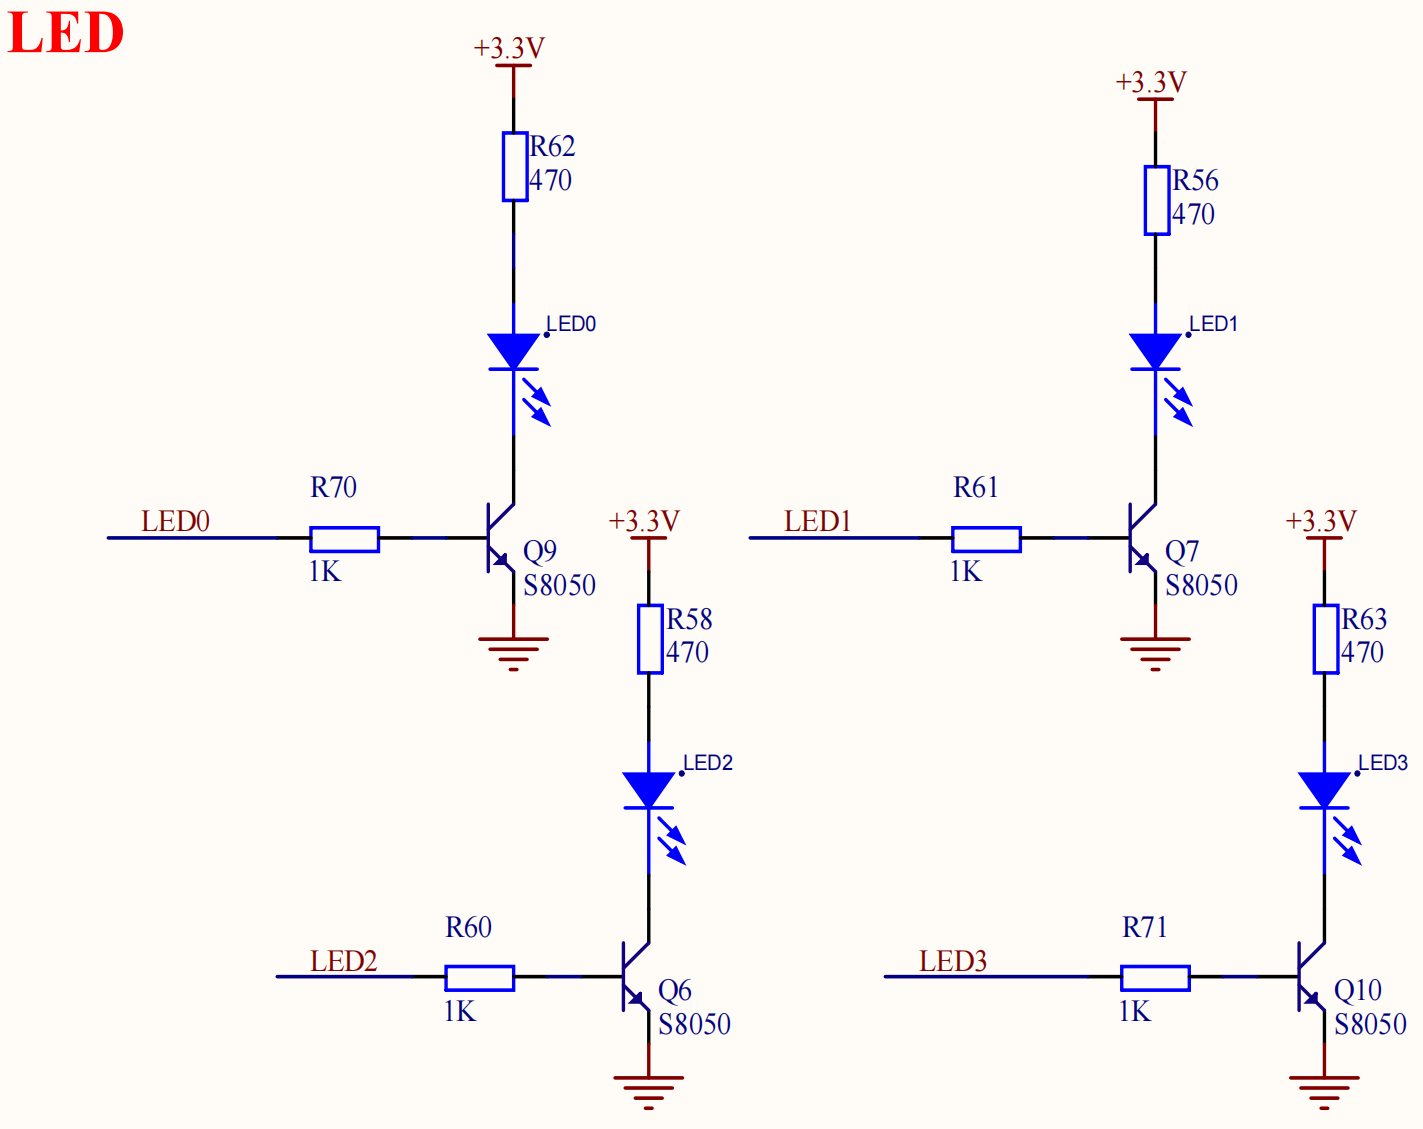 LED
+3.3V
R62
470
LED0
R70
LED0
1K
Q9
S8050
+3.3V
R56
470
LED1
R61
LED1
1K
Q7
S8050
+3.3V
R58
470
LED2
R60
LED2
1K
Q6
S8050
+3.3V
R63
470
LED3
R71
LED3
1K
Q10
S8050